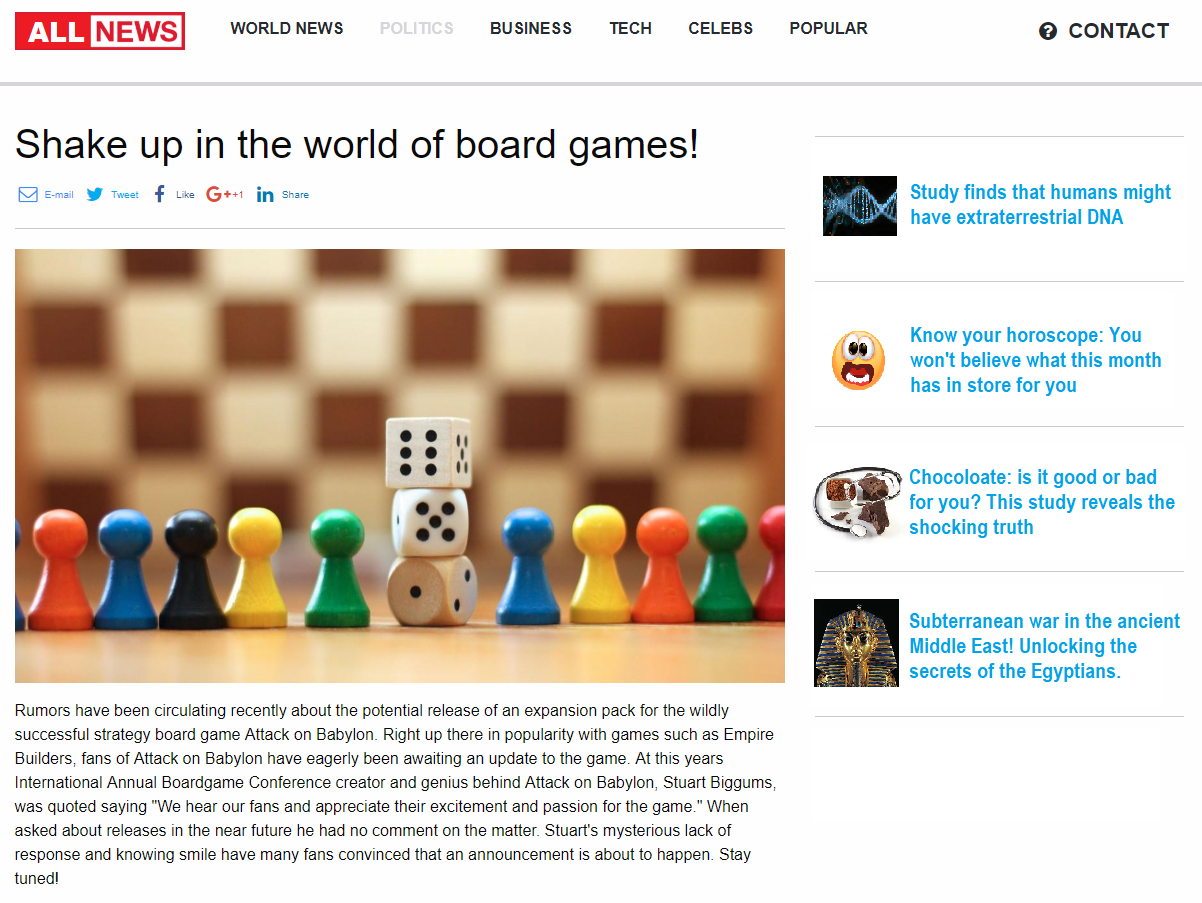 ALL NEWS
WORLD NEWS POLITICS BUSINESS TECH CELEBS POPULAR
? CONTACT
Shake up in the world of board games!
E-mail Tweet Like G++1 in Share
Rumors have been circulating recently about the potential release of an expansion pack for the wildly
successful strategy board game Attack on Babylon. Right up there in popularity with games such as Empire
Builders, fans of Attack on Babylon have eagerly been awaiting an update to the game. At this years
International Annual Boardgame Conference creator and genius behind Attack on Babylon, Stuart Biggums,
was quoted saying "We hear our fans and appreciate their excitement and passion for the game." When
asked about releases in the near future he had no comment on the matter. Stuart's mysterious lack of
response and knowing smile have many fans convinced that an announcement is about to happen. Stay
tuned!
Study finds that humans might
have extraterrestrial DNA
Know your horoscope: You
won't believe what this month
has in store for you
Chocoloate: is it good or bad
for you? This study reveals the
shocking truth
Subterranean war in the ancient
Middle East! Unlocking the
secrets of the Egyptians.